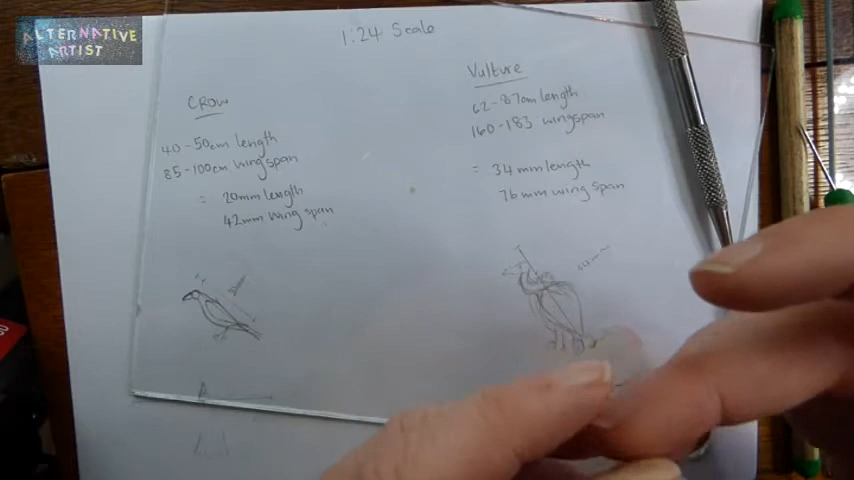 ALTERNATIVE
ARTIST
1:24 Scale
Crow
40-50cm length
85-100cm wingspan
= 20mm length
42mm wing span
Vulture
62-87cm length
160-183 wingspan
= 34mm length
76mm wing span